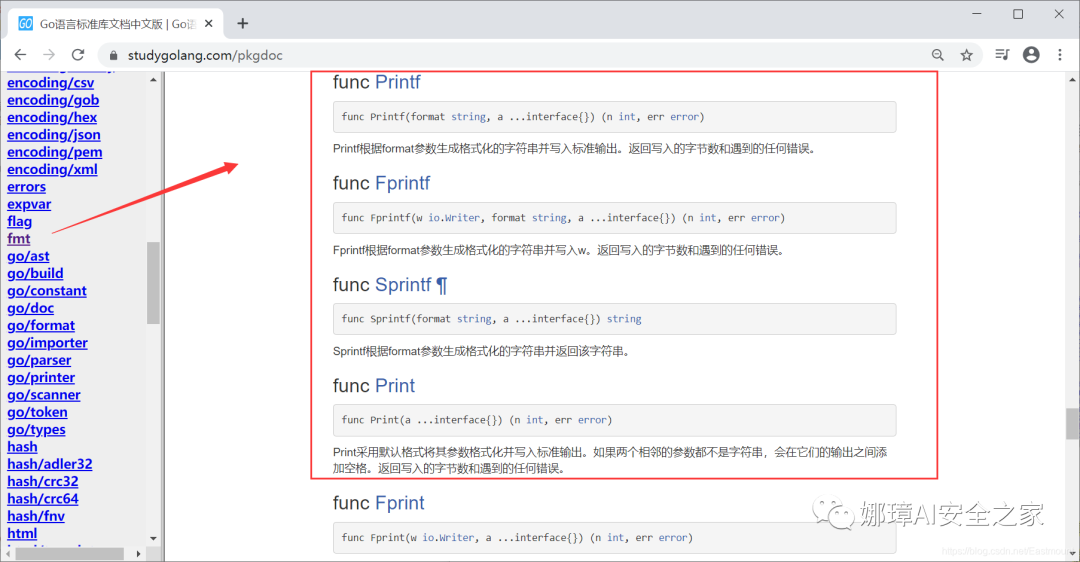 Go语言标准库文档中文版 | Go语
studygolang.com/pkgdoc
encoding/csv
encoding/gob
encoding/hex
encoding/json
encoding/pem
encoding/xml
errors
expvar
flag
fmt
go/ast
go/build
go/constant
go/doc
go/format
go/importer
go/parser
go/printer
go/scanner
go/token
go/types
hash
hash/adler32
hash/crc32
hash/crc64
hash/fnv
html
func Printf
func Printf(format string, a ...interface{}) (n int, err error)
Printf根据format参数生成格式化的字符串并写入标准输出。返回写入的字节数和遇到的任何错误。
func Fprintf
func Fprintf(w io.Writer, format string, a ...interface{}) (n int, err error)
Fprintf根据format参数生成格式化的字符串并写入w。返回写入的字节数和遇到的任何错误。
func Sprintf ¶
func Sprintf(format string, a ...interface{}) string
Sprintf根据format参数生成格式化的字符串并返回该字符串。
func Print
func Print(a ...interface{}) (n int, err error)
Print采用默认格式将其参数格式化并写入标准输出。如果两个相邻的参数都不是字符串，会在它们的输出之间添
加空格。返回写入的字节数和遇到的任何错误。
func Fprint
func Fprint(w io.Writer, a ...interface{}) (n int, err error)
娜璋AI安全之家